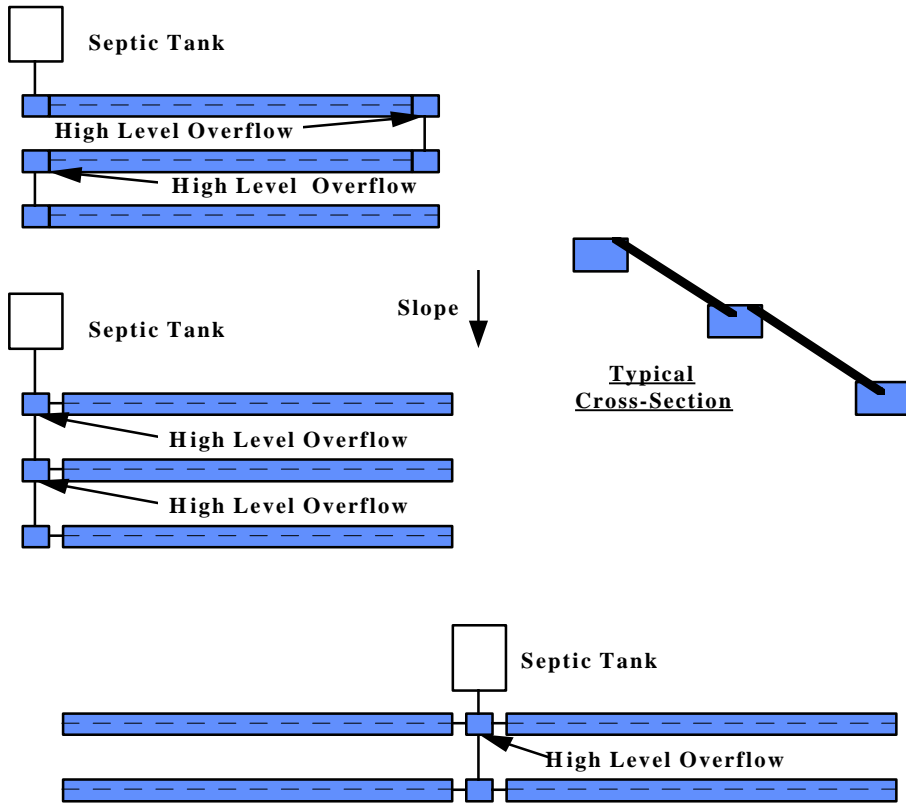 Septic Tank
High Level Overflow
High Level Overflow
Septic Tank
Slope
High Level Overflow
High Level Overflow
Typical
Cross-Section
Septic Tank
High Level Overflow